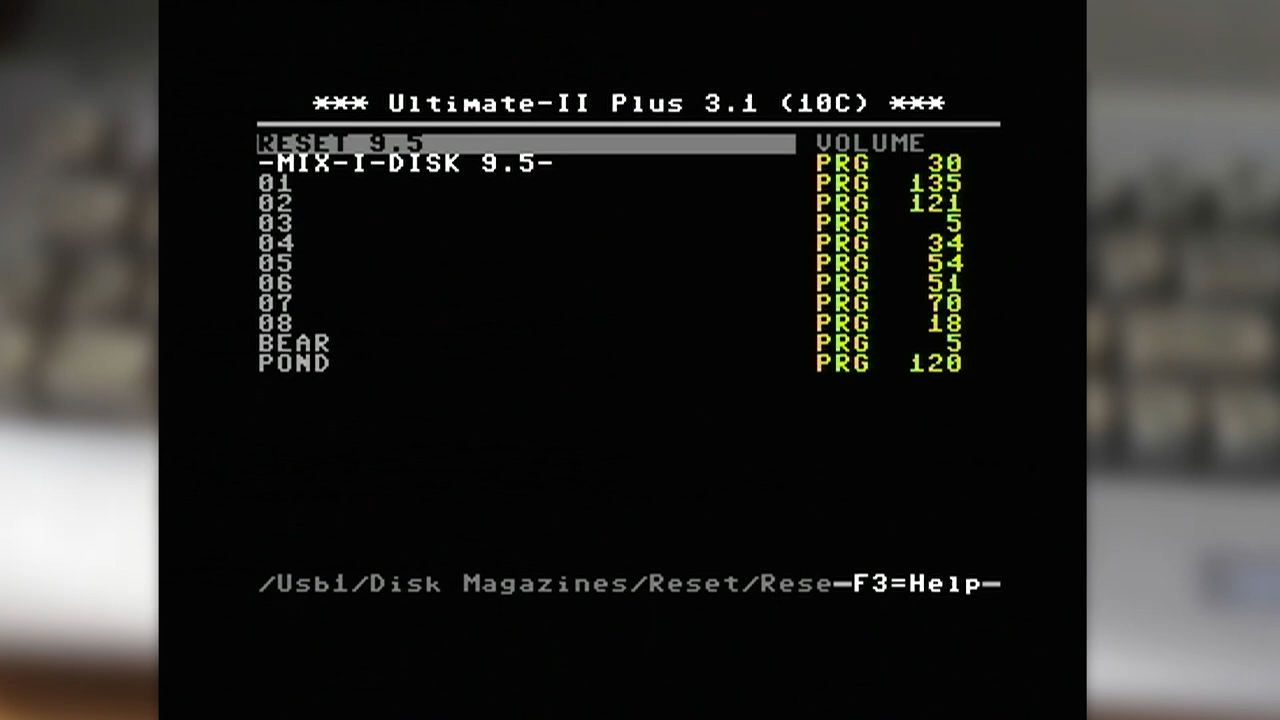 *** Ultimate-II Plus 3.1 (10C) ***
RESET 9.5 VOLUME
-MIX-I-DISK 9.5- PRG 30
01 PRG 135
02 PRG 121
03 PRG 5
04 PRG 34
05 PRG 54
06 PRG 51
07 PRG 70
08 PRG 18
BEAR PRG 5
POND PRG 120
/Usb1/Disk Magazines/Reset/Rese—F3=Help—